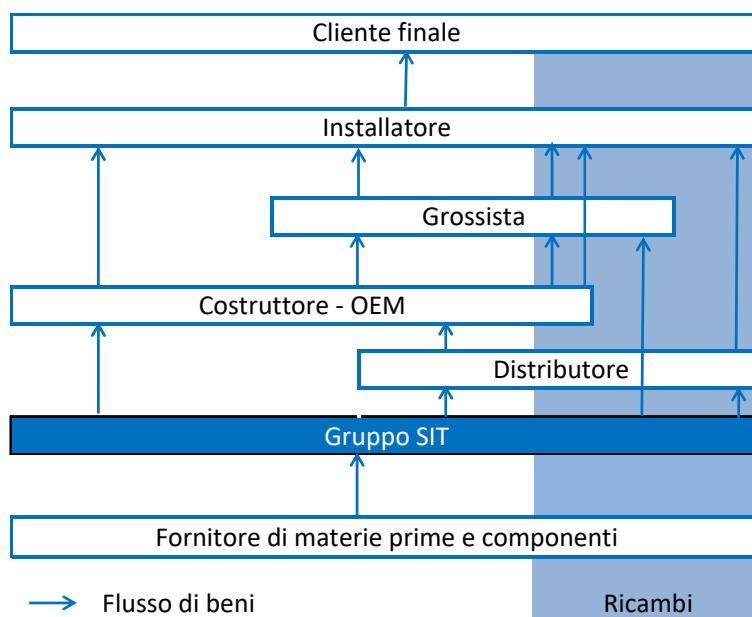 Cliente finale
Installatore
Grossista
Costruttore - OEM
Distributore
Gruppo SIT
Fornitore di materie prime e componenti
Flusso di beni
Ricambi